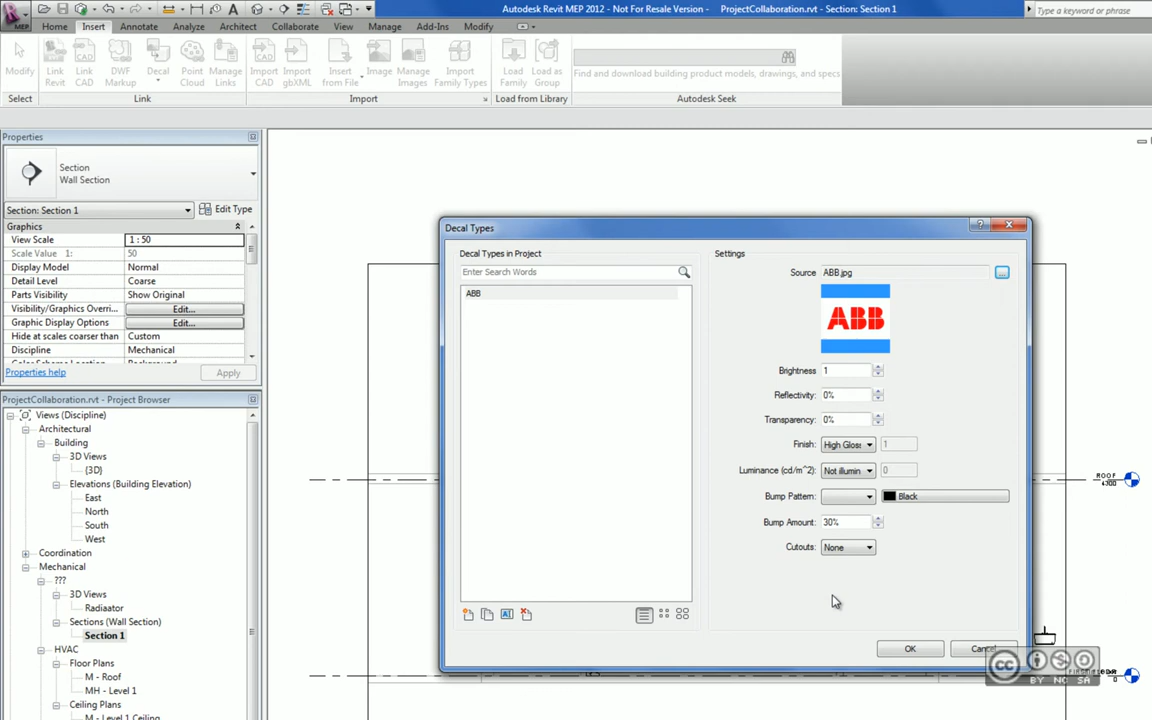 Autodesk Revit MEP 2012 - Not For Resale Version -    ProjectCollaboration.rvt - Section: Section 1
Type a keyword or phrase
MEP
Home Insert Annotate Analyze Architect Collaborate View Manage Add-Ins Modify
Modify
Link Revit
Link CAD
DWF Markup
Decal
Point Cloud
Manage Links
Import CAD
Import gbXML
Insert from File
Image
Manage Images
Import Family Types
Load Family
Load as Group
Find and download building product models, drawings, and specs
Select Link Import Load from Library Autodesk Seek
Properties
Section
Wall Section
Section: Section 1 Edit Type
Graphics
View Scale 1 : 50
Scale Value 1: 50
Display Model Normal
Detail Level Coarse
Parts Visibility Show Original
Visibility/Graphics Overri... Edit...
Graphic Display Options Edit...
Hide at scales coarser than Custom
Discipline Mechanical
Properties help Apply
ProjectCollaboration.rvt - Project Browser
Views (Discipline)
Architectural
Building
3D Views
{3D}
Elevations (Building Elevation)
East
North
South
West
Coordination
Mechanical
???
3D Views
Radiaator
Sections (Wall Section)
Section 1
HVAC
Floor Plans
M - Roof
MH - Level 1
Ceiling Plans
M - Level 1 Ceiling
Decal Types
Decal Types in Project
Enter Search Words
ABB
Settings
Source ABB.jpg
...
ABB
Brightness 1
Reflectivity: 0%
Transparency: 0%
Finish: High Gloss 1
Luminance (cd/m^2): Not illumin 0
Bump Pattern: Black
Bump Amount: 30%
Cutouts: None
OK Cancel
ROOF
cc
BY NC SA